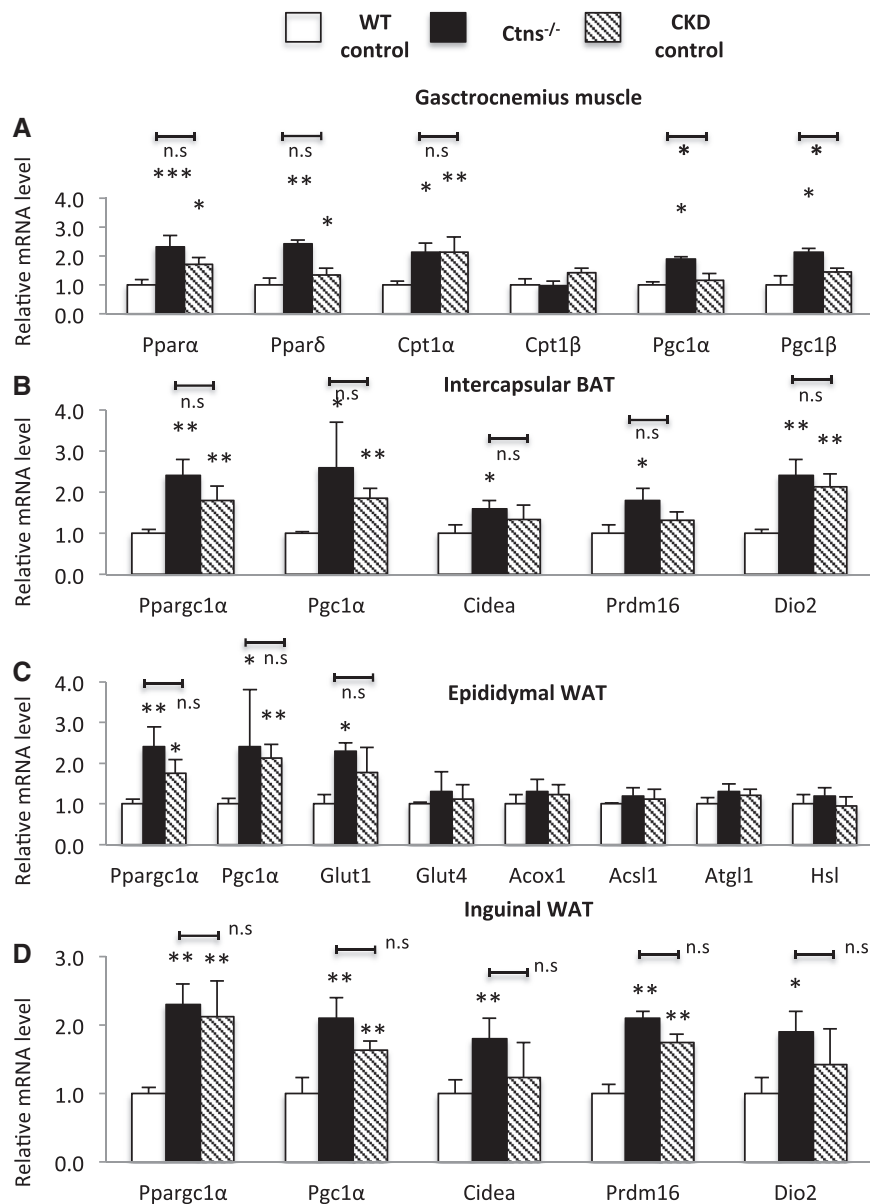 WT control
Ctns-/-
CKD control
Gasctrocnemius muscle
A
n.s n.s n.s * *
*** * ** * * ** * *
Relative mRNA level
4.0
3.0
2.0
1.0
0.0
Pparα Pparδ Cpt1α Cpt1β Pgc1α Pgc1β
B
Intercapsular BAT
n.s n.s n.s n.s n.s
** ** * ** * * ** **
Relative mRNA level
4.0
3.0
2.0
1.0
0.0
Ppargc1α Pgc1α Cidea Prdm16 Dio2
C
Epididymal WAT
n.s n.s n.s
** * * ** *
Relative mRNA level
4.0
3.0
2.0
1.0
0.0
Ppargc1α Pgc1α Glut1 Glut4 Acox1 Acsl1 Atgl1 Hsl
Inguinal WAT
D
n.s n.s n.s n.s n.s
** ** ** ** ** ** ** *
Relative mRNA level
3.0
2.0
1.0
0.0
Ppargc1α Pgc1α Cidea Prdm16 Dio2